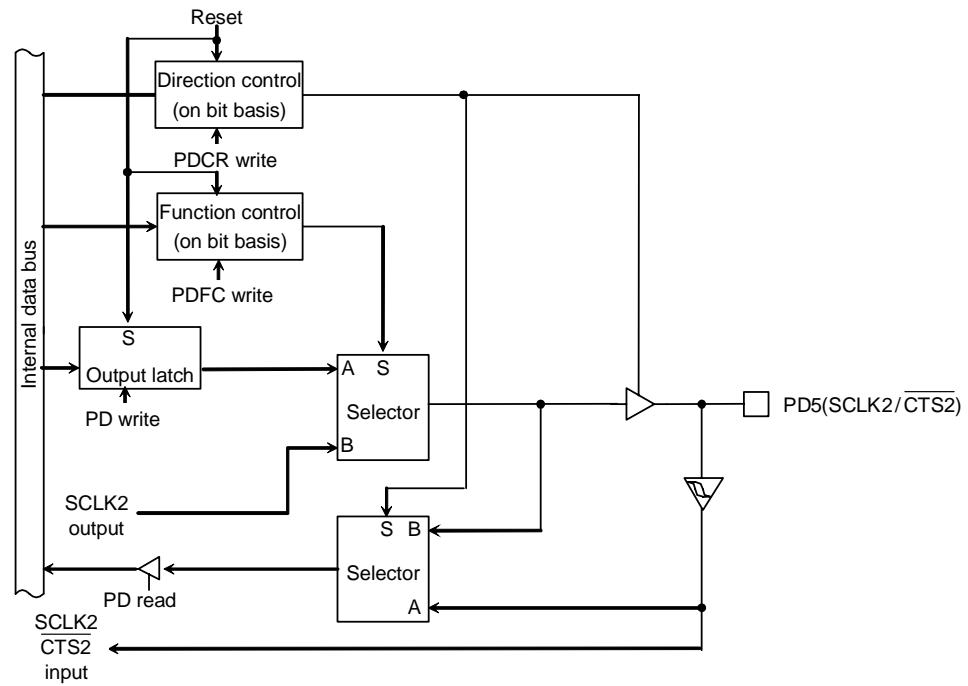 Reset
Direction control
(on bit basis)
PDCR write
Function control
(on bit basis)
PDFC write
Internal data bus
S
Output latch
PD write
A S
Selector
B
PD5(SCLK2/CTS2)
SCLK2
output
S B
Selector
A
PD read
SCLK2
CTS2
input